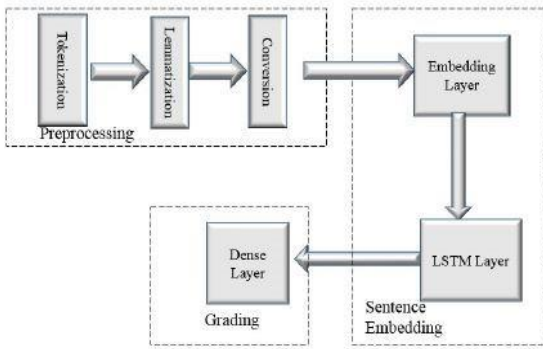 Tokenization
Lemmatization
Conversion
Preprocessing
Embedding
Layer
LSTM Layer
Sentence
Embedding
Dense
Layer
Grading